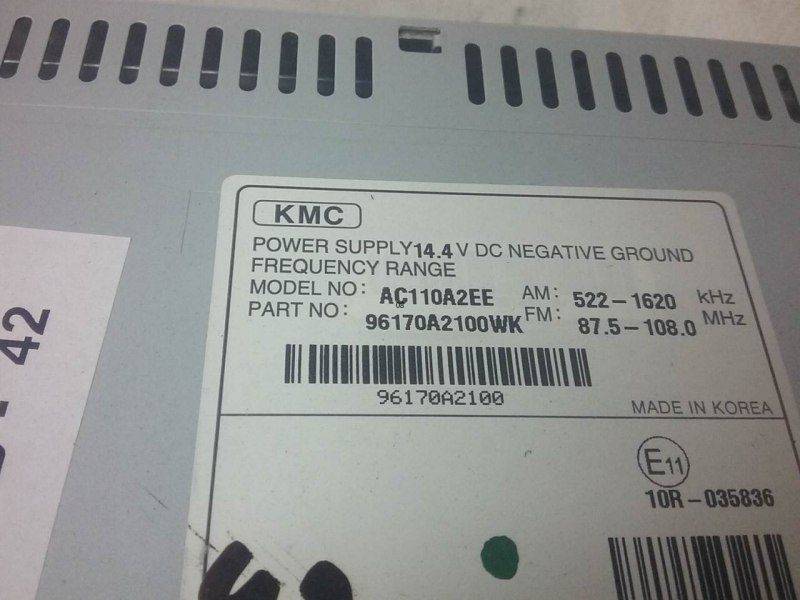 KMC
POWER SUPPLY 14.4 V DC NEGATIVE GROUND
FREQUENCY RANGE
MODEL NO: AC110A2EE AM: 522-1620 kHz
PART NO: 96170A2100WK FM: 87.5-108.0 MHz
96170A2100
MADE IN KOREA
E11
10R-035836
42